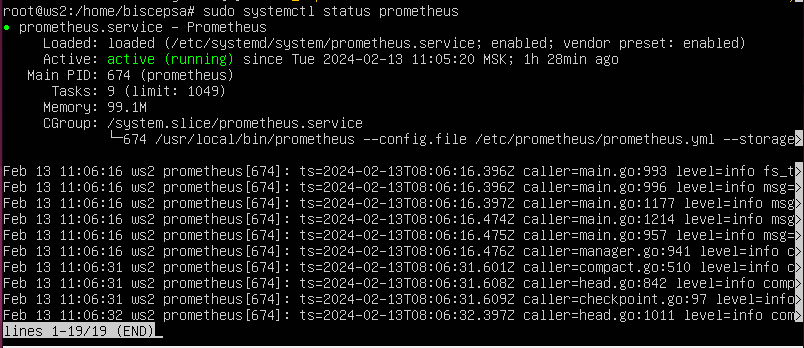 root@ws2:/home/biscepsa# sudo systemctl status prometheus
● prometheus.service - Prometheus
Loaded: loaded (/etc/systemd/system/prometheus.service; enabled; vendor preset: enabled)
Active: active (running) since Tue 2024-02-13 11:05:20 MSK; 1h 28min ago
Main PID: 674 (prometheus)
Tasks: 9 (limit: 1049)
Memory: 99.1M
CGroup: /system.slice/prometheus.service
└─674 /usr/local/bin/prometheus --config.file /etc/prometheus/prometheus.yml --storage>
Feb 13 11:06:16 ws2 prometheus[674]: ts=2024-02-13T08:06:16.396Z caller=main.go:993 level=info fs_t>
Feb 13 11:06:16 ws2 prometheus[674]: ts=2024-02-13T08:06:16.396Z caller=main.go:996 level=info msg=>
Feb 13 11:06:16 ws2 prometheus[674]: ts=2024-02-13T08:06:16.397Z caller=main.go:1177 level=info msg>
Feb 13 11:06:16 ws2 prometheus[674]: ts=2024-02-13T08:06:16.474Z caller=main.go:1214 level=info msg>
Feb 13 11:06:16 ws2 prometheus[674]: ts=2024-02-13T08:06:16.475Z caller=main.go:957 level=info msg=>
Feb 13 11:06:16 ws2 prometheus[674]: ts=2024-02-13T08:06:16.476Z caller=manager.go:941 level=info c>
Feb 13 11:06:31 ws2 prometheus[674]: ts=2024-02-13T08:06:31.601Z caller=compact.go:510 level=info c>
Feb 13 11:06:31 ws2 prometheus[674]: ts=2024-02-13T08:06:31.608Z caller=head.go:842 level=info comp>
Feb 13 11:06:31 ws2 prometheus[674]: ts=2024-02-13T08:06:31.609Z caller=checkpoint.go:97 level=info>
Feb 13 11:06:32 ws2 prometheus[674]: ts=2024-02-13T08:06:32.397Z caller=head.go:1011 level=info com>
lines 1-19/19 (END)